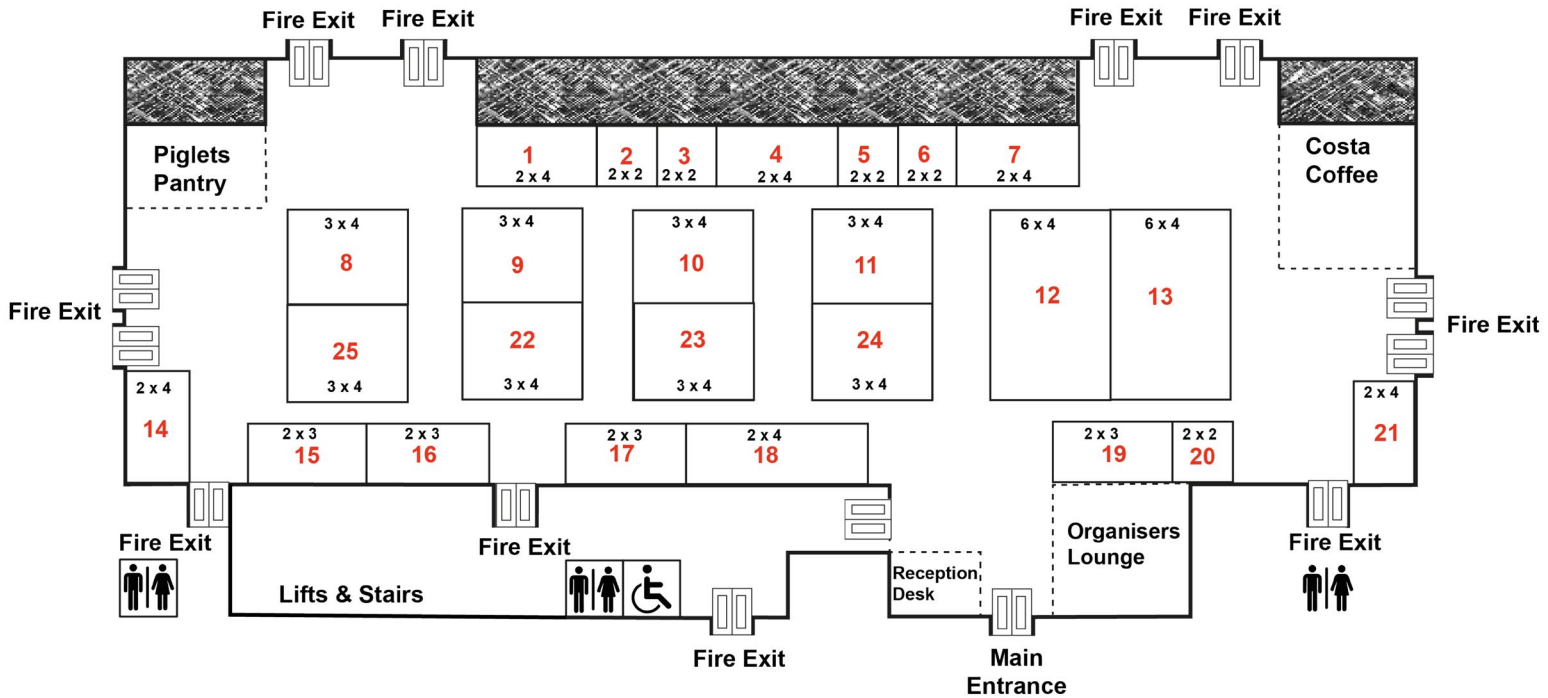 Fire Exit
Fire Exit
Fire Exit
Fire Exit
Piglets
Pantry
1
2 x 4
2
2 x 2
3
2 x 2
4
2 x 4
5
2 x 2
6
2 x 2
7
2 x 4
Costa
Coffee
3 x 4
8
3 x 4
9
3 x 4
10
3 x 4
11
6 x 4
12
6 x 4
13
Fire Exit
25
3 x 4
22
3 x 4
23
3 x 4
24
3 x 4
Fire Exit
2 x 4
14
2 x 3
15
2 x 3
16
2 x 3
17
2 x 4
18
2 x 3
19
2 x 2
20
2 x 4
21
Fire Exit
Fire Exit
Organisers
Lounge
Fire Exit
Lifts & Stairs
Reception
Desk
Fire Exit
Main
Entrance